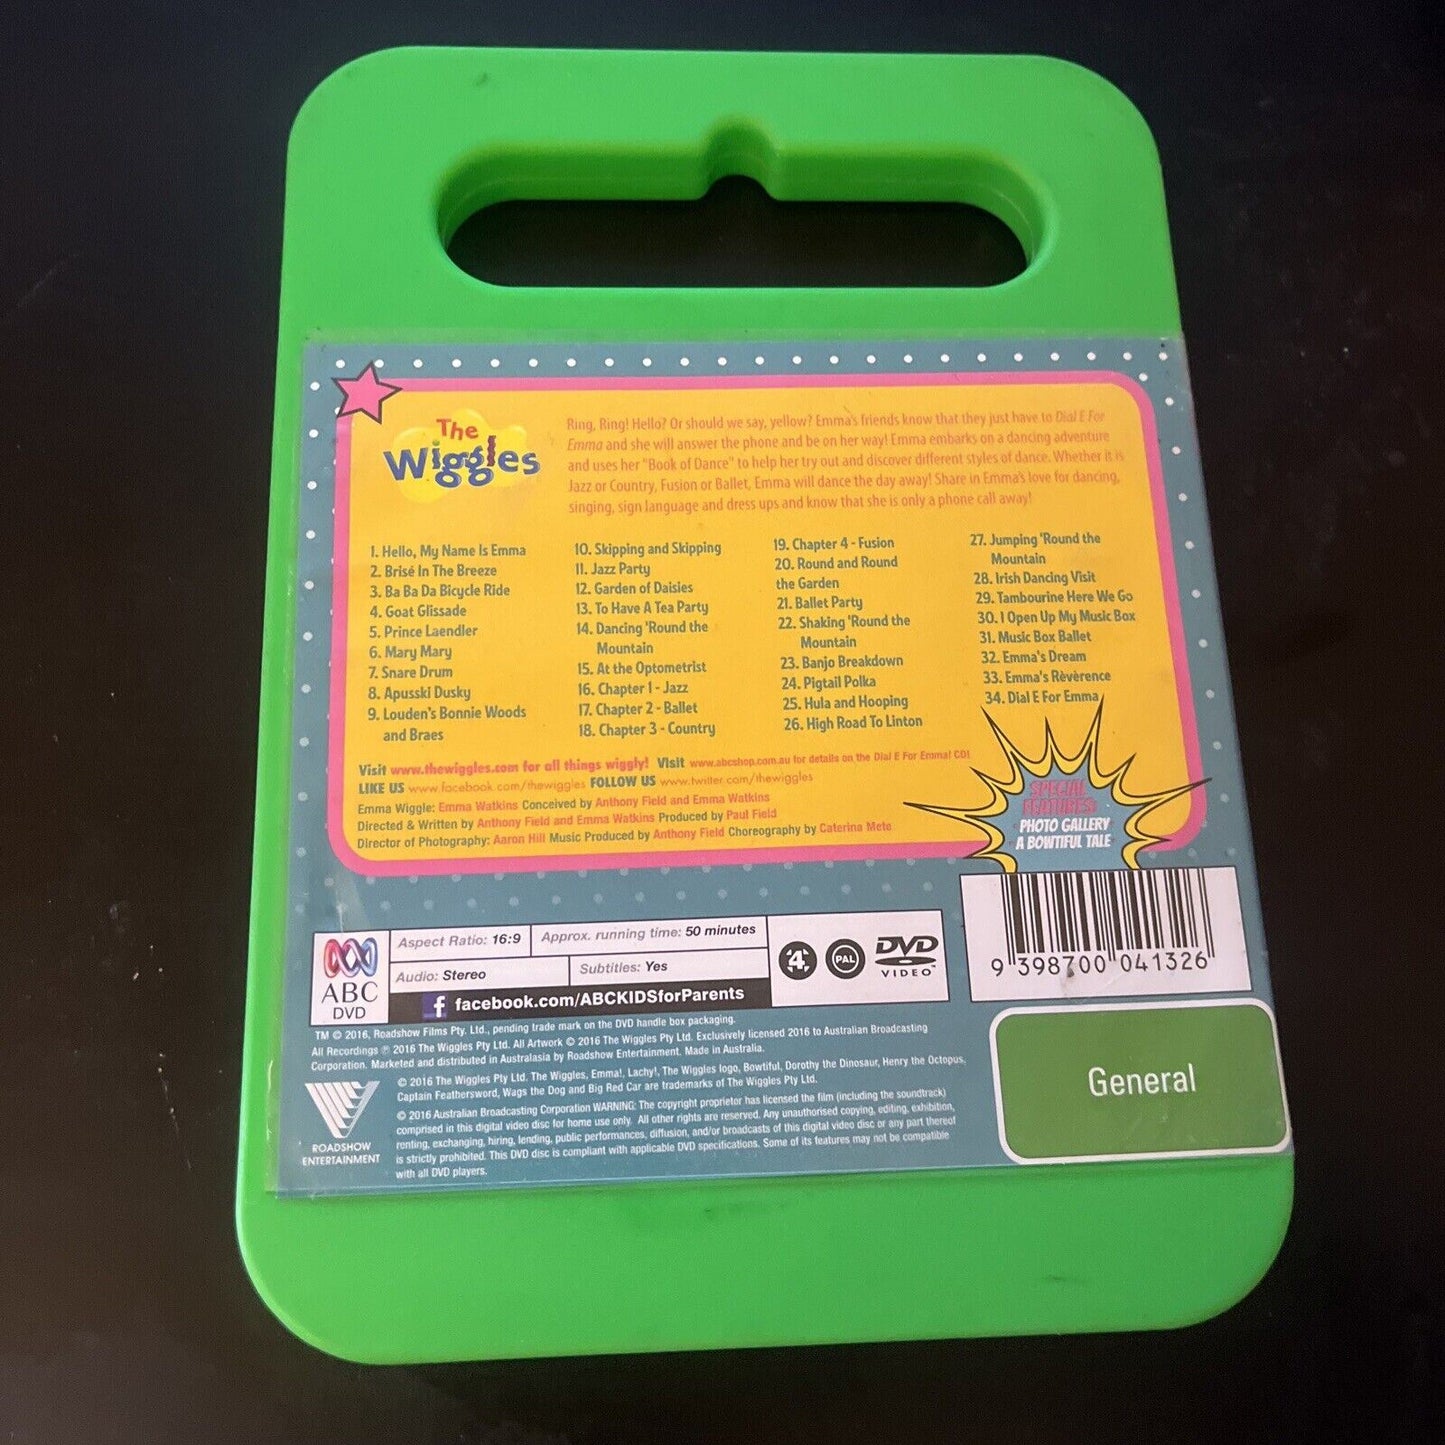 The
Wiggles
Ring, Ring! Hello? Or should we say, yellow? Emma's friends know that they just have to Dial E For
Emma and she will answer the phone and be on her way! Emma embarks on a dancing adventure
and uses her "Book of Dance" to help her try out and discover different styles of dance. Whether it is
Jazz or Country, Fusion or Ballet, Emma will dance the day away! Share in Emma's love for dancing,
singing, sign language and dress ups and know that she is only a phone call away!
1. Hello, My Name Is Emma
2. Brisé In The Breeze
3. Ba Ba Da Bicycle Ride
4. Goat Glissade
5. Prince Laendler
6. Mary Mary
7. Snare Drum
8. Apusski Dusky
9. Louden's Bonnie Woods
and Braes
10. Skipping and Skipping
11. Jazz Party
12. Garden of Daisies
13. To Have A Tea Party
14. Dancing 'Round the
Mountain
15. At the Optometrist
16. Chapter 1 - Jazz
17. Chapter 2 - Ballet
18. Chapter 3 - Country
19. Chapter 4 - Fusion
20. Round and Round
the Garden
21. Ballet Party
22. Shaking 'Round the
Mountain
23. Banjo Breakdown
24. Pigtail Polka
25. Hula and Hooping
26. High Road To Linton
27. Jumping 'Round the
Mountain
28. Irish Dancing Visit
29. Tambourine Here We Go
30. I Open Up My Music Box
31. Music Box Ballet
32. Emma's Dream
33. Emma's Rèvèrence
34. Dial E For Emma
Visit www.thewiggles.com for all things wiggly! Visit www.abcshop.com.au for details on the Dial E For Emma! CD!
LIKE US www.facebook.com/thewiggles FOLLOW US www.twitter.com/thewiggles
Emma Wiggle: Emma Watkins Conceived by Anthony Field and Emma Watkins
Directed & Written by Anthony Field and Emma Watkins Produced by Paul Field
Director of Photography: Aaron Hill Music Produced by Anthony Field Choreography by Caterina Mete
SPECIAL
FEATURES:
PHOTO GALLERY
A BOWTIFUL TALE
ABC
DVD
Aspect Ratio: 16:9
Approx. running time: 50 minutes
Audio: Stereo
Subtitles: Yes
f facebook.com/ABCKIDSforParents
4
PAL
DVD
VIDEO™
9 398700 041326
TM © 2016, Roadshow Films Pty. Ltd., pending trade mark on the DVD handle box packaging.
All Recordings ℗ 2016 The Wiggles Pty Ltd. All Artwork © 2016 The Wiggles Pty Ltd. Exclusively licensed 2016 to Australian Broadcasting
Corporation. Marketed and distributed in Australasia by Roadshow Entertainment. Made in Australia.
ROADSHOW
ENTERTAINMENT
© 2016 The Wiggles Pty Ltd. The Wiggles, Emma!, Lachy!, The Wiggles logo, Bowtiful, Dorothy the Dinosaur, Henry the Octopus,
Captain Feathersword, Wags the Dog and Big Red Car are trademarks of The Wiggles Pty Ltd.
© 2016 Australian Broadcasting Corporation WARNING: The copyright proprietor has licensed the film (including the soundtrack)
comprised in this digital video disc for home use only. All other rights are reserved. Any unauthorised copying, editing, exhibition,
renting, exchanging, hiring, lending, public performances, diffusion, and/or broadcasts of this digital video disc or any part thereof
is strictly prohibited. This DVD disc is compliant with applicable DVD specifications. Some of its features may not be compatible
with all DVD players.
General